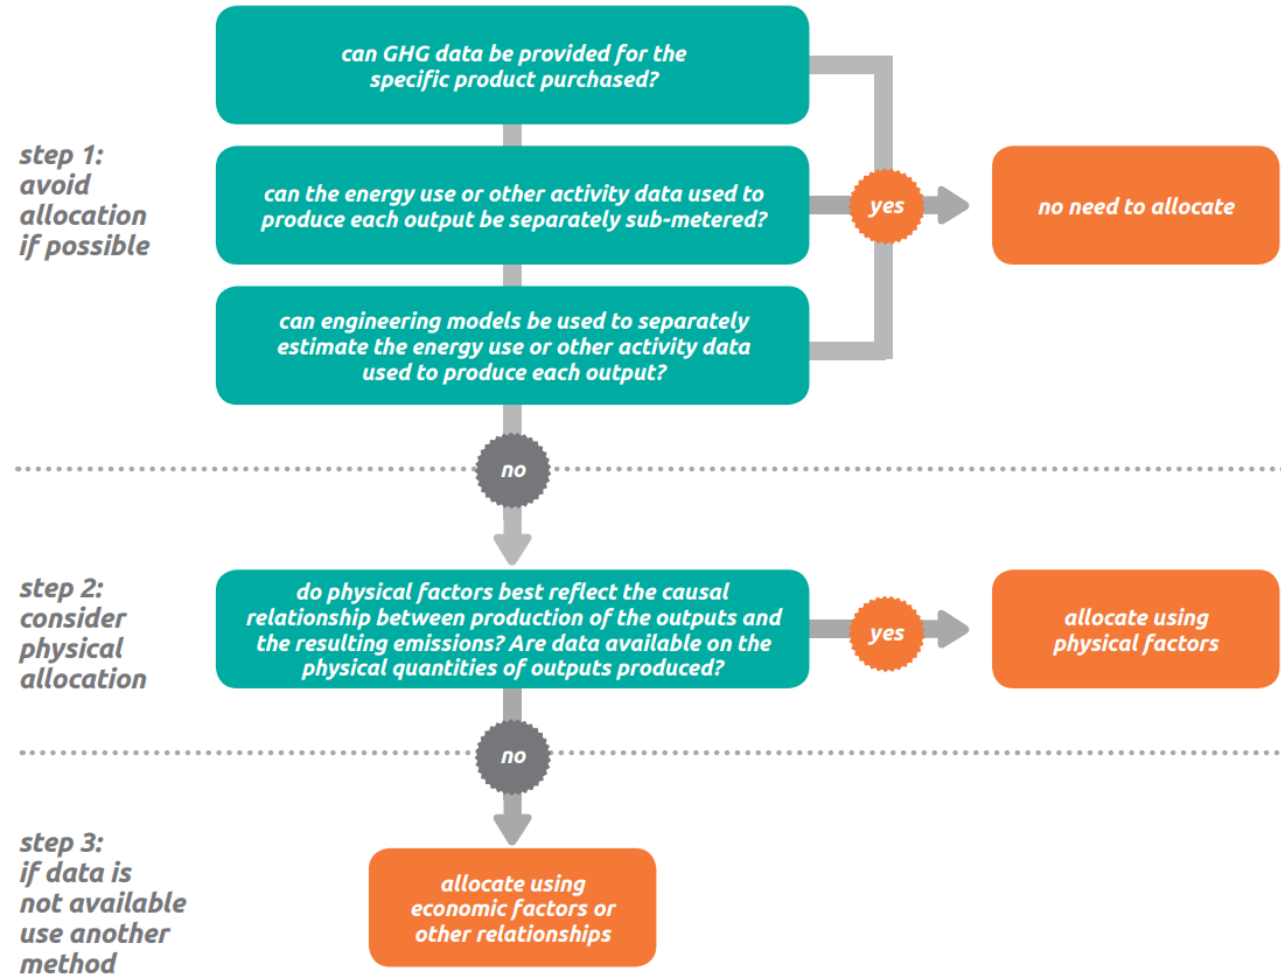 can GHG data be provided for the
specific product purchased?
step 1:
avoid
allocation
if possible
can the energy use or other activity data used to
produce each output be separately sub-metered?
yes
no need to allocate
can engineering models be used to separately
estimate the energy use or other activity data
used to produce each output?
no
step 2:
consider
physical
allocation
do physical factors best reflect the causal
relationship between production of the outputs and
the resulting emissions? Are data available on the
physical quantities of outputs produced?
yes
allocate using
physical factors
no
step 3:
if data is
not available
use another
method
allocate using
economic factors or
other relationships